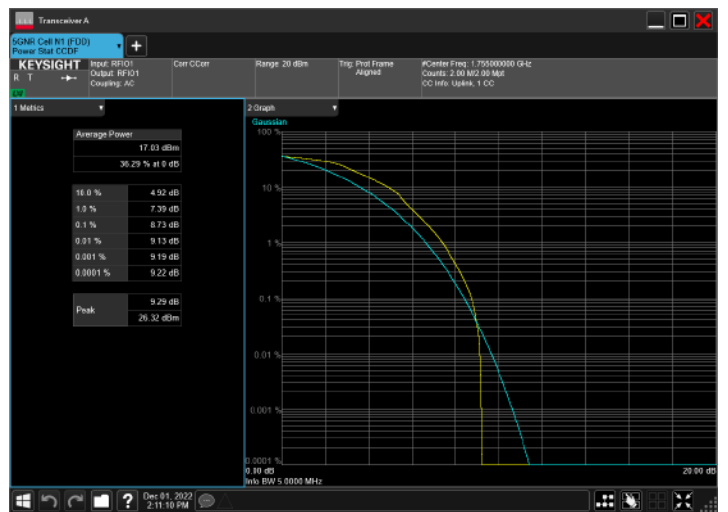 Transceiver A
5GNR Cell N1 (FDD)
Power Stat CCDF
KEYSIGHT
R T
Input: RFIO1
Output: RFIO1
Coupling: AC
Corr CCorr
Range: 20 dBm
Trig: Prot Frame
Aligned
#Center Freq: 1.755000000 GHz
Counts: 2.00 M/2.00 Mpt
CC Info: Uplink, 1 CC
1 Metrics
Average Power
17.03 dBm
36.29 % at 0 dB
10.0 % 4.92 dB
1.0 % 7.39 dB
0.1 % 8.73 dB
0.01 % 9.13 dB
0.001 % 9.19 dB
0.0001 % 9.22 dB
Peak 9.29 dB
26.32 dBm
2 Graph
Gaussian
100 %
10 %
1 %
0.1 %
0.01 %
0.001 %
0.0001 %
0.00 dB
20.00 dB
Info BW 5.0000 MHz
?
Dec 01, 2022
2:11:10 PM